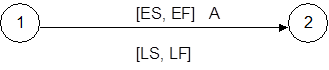 [ES, EF] A
1
2
[LS, LF]